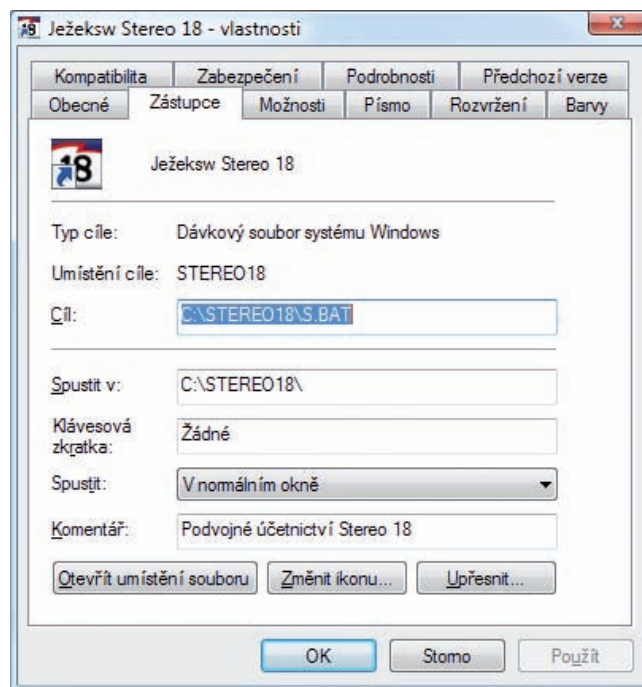 Ježeksw Stereo 18 - vlastnosti
Kompatibilita Zabezpečení Podrobnosti Předchozí verze
Obecné Zástupce Možnosti Písmo Rozvržení Barvy
18 Ježeksw Stereo 18
Typ cíle: Dávkový soubor systému Windows
Umístění cíle: STEREO18
Cíl: C:\STEREO18\S.BAT
Spustit v: C:\STEREO18\
Klávesová
zkratka: Žádné
Spustit: V normálním okně
Komentář: Podvojné účetnictví Stereo 18
Otevřít umístění souboru Změnit ikonu... Upřesnit...
OK Storno Použít